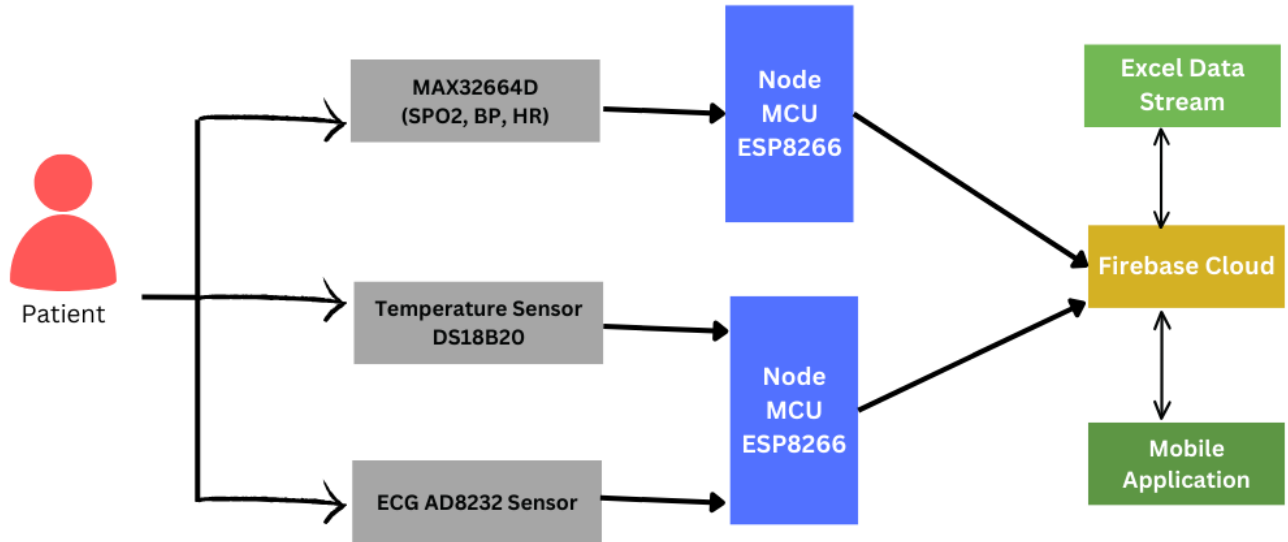 Patient
MAX32664D
(SPO2, BP, HR)
Temperature Sensor
DS18B20
ECG AD8232 Sensor
Node
MCU
ESP8266
Node
MCU
ESP8266
Excel Data
Stream
Firebase Cloud
Mobile
Application